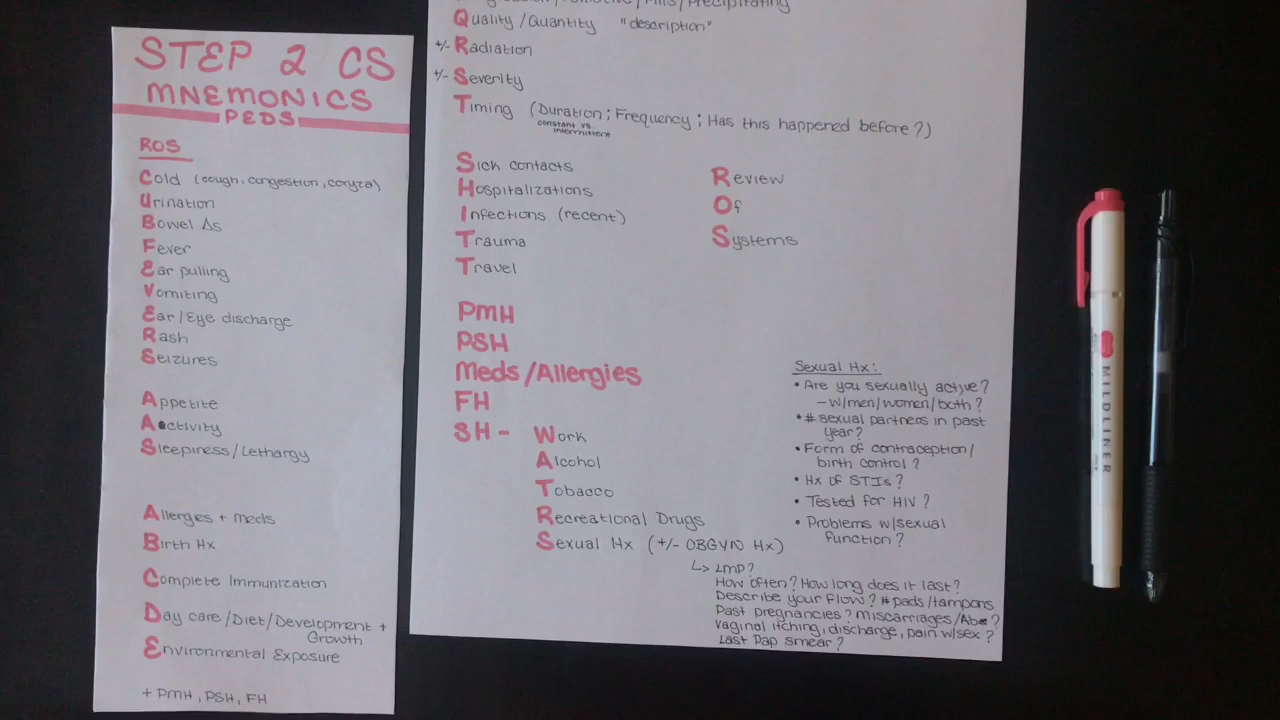 STEP 2 CS
MNEMONICS
PEDS
ROS
Cold (cough, congestion, coryza)
Urination
Bowel Δs
Fever
Ear pulling
Vomiting
Ear/Eye discharge
Rash
Seizures
Appetite
Activity
Sleepiness/Lethargy
Allergies + meds
Birth Hx
Complete Immunization
Day care/Diet/Development +
Growth
Environmental Exposure
+ PMH, PSH, FH
Quality/Quantity "description"
+/- Radiation
+/- Severity
Timing (Duration; Frequency; Has this happened before?)
constant vs.
intermittent
Sick contacts
Hospitalizations
Infections (recent)
Trauma
Travel
Review
Of
Systems
PMH
PSH
Meds/Allergies
FH
SH - Work
Alcohol
Tobacco
Recreational Drugs
Sexual Hx (+/- OBGYN Hx)
↳ LMP?
How often? How long does it last?
Describe your flow? # pads/tampons
Past pregnancies? miscarriages/Abs?
Vaginal itching, discharge, pain w/sex?
Last Pap smear?
Sexual Hx:
• Are you sexually active?
- w/men/women/both?
• # sexual partners in past
year?
• Form of contraception/
birth control?
• Hx of STIs?
• Tested for HIV?
• Problems w/sexual
function?
MILDLINER